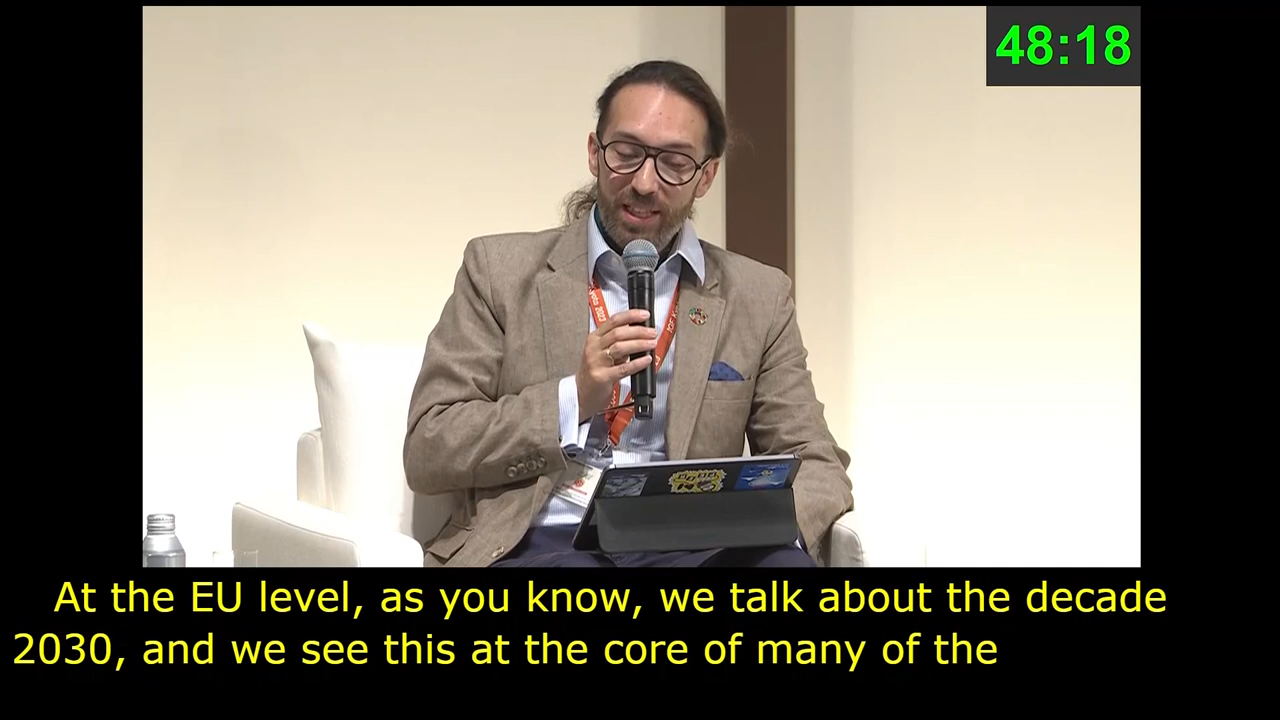 48:18
At the EU level, as you know, we talk about the decade
2030, and we see this at the core of many of the